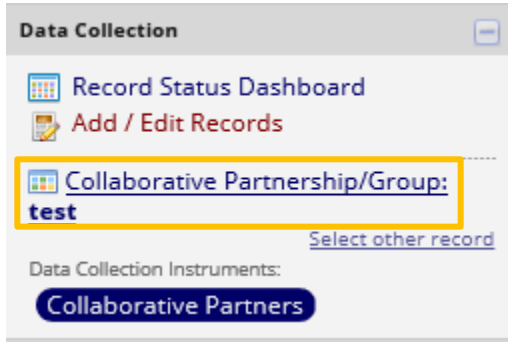 Data Collection
Record Status Dashboard
Add / Edit Records
Collaborative Partnership/Group:
test
Select other record
Data Collection Instruments:
Collaborative Partners